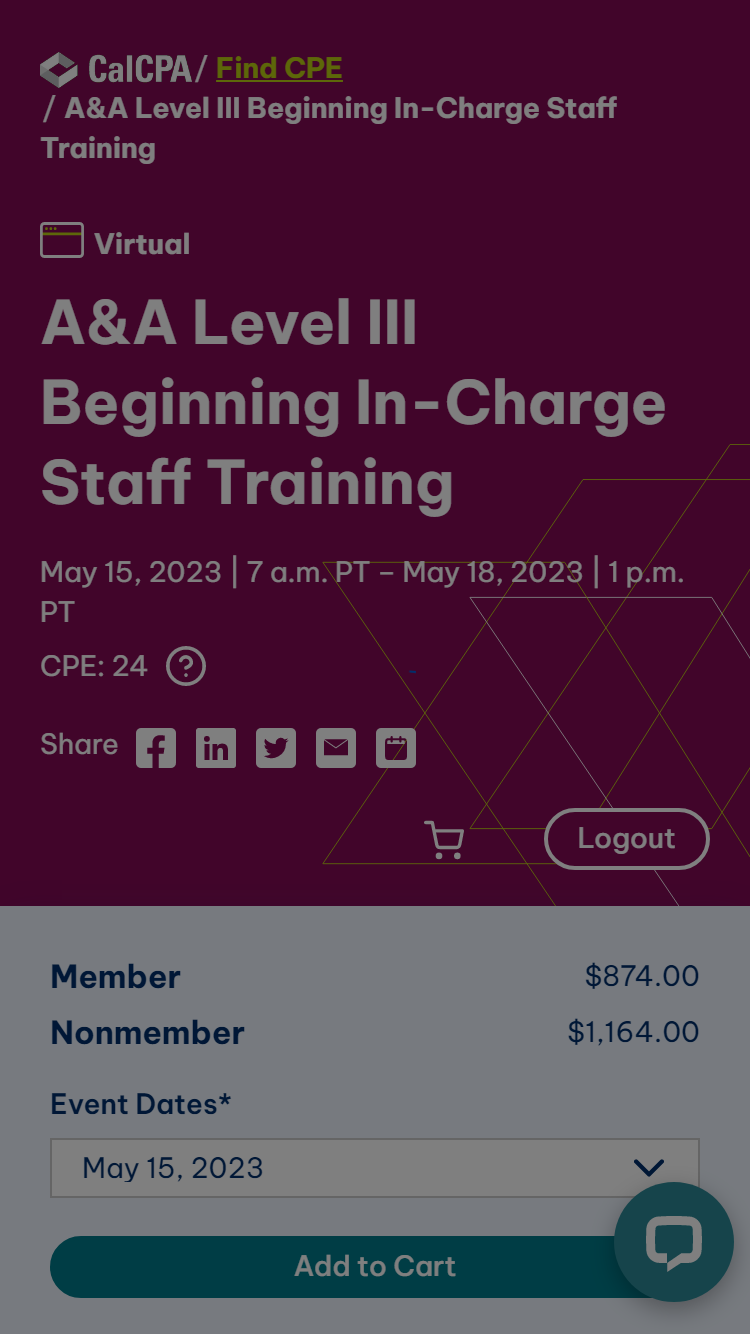 CalCPA / Find CPE
/ A&A Level III Beginning In-Charge Staff
Training
Virtual
A&A Level III
Beginning In-Charge
Staff Training
May 15, 2023 | 7 a.m. PT – May 18, 2023 | 1 p.m.
PT
CPE: 24 ?
Share
Logout
Member $874.00
Nonmember $1,164.00
Event Dates*
May 15, 2023
Add to Cart